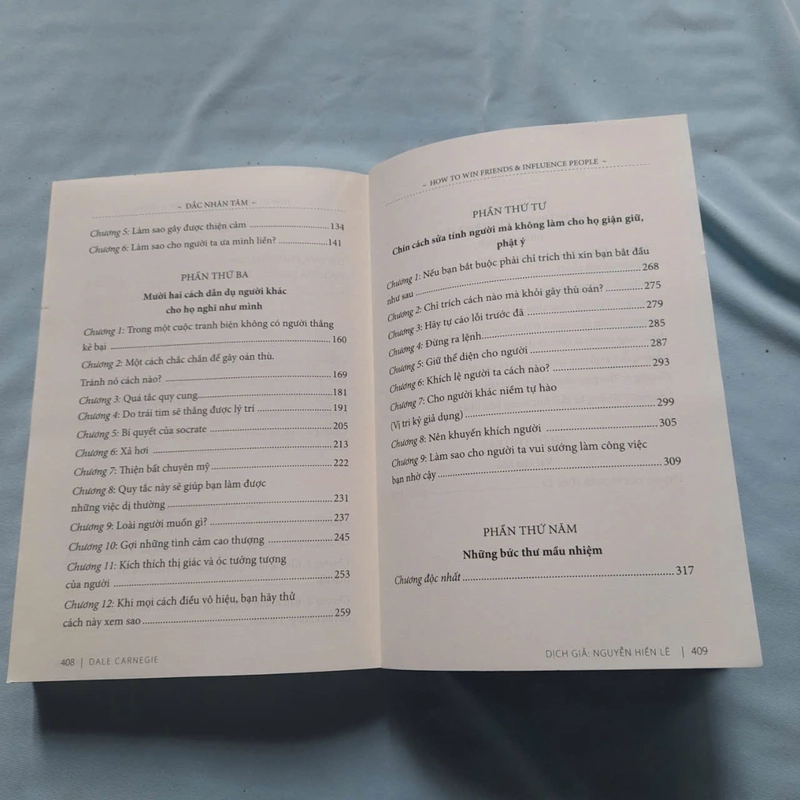 ~ ĐẮC NHÂN TÂM ~
Chương 5: Làm sao gây được thiện cảm ........ 134
Chương 6: Làm sao cho người ta ưa mình liền? ........ 141
PHẦN THỨ BA
Mười hai cách dẫn dụ người khác
cho họ nghĩ như mình
Chương 1: Trong một cuộc tranh biện không có người thắng
kẻ bại ........ 160
Chương 2: Một cách chắc chắn để gây oán thù.
Tránh nó cách nào? ........ 169
Chương 3: Quá tắc quy cung ........ 181
Chương 4: Do trái tim sẽ thắng được lý trí ........ 191
Chương 5: Bí quyết của socrate ........ 205
Chương 6: Xả hơi ........ 213
Chương 7: Thiện bất chuyên mỹ ........ 222
Chương 8: Quy tắc này sẽ giúp bạn làm được
những việc dị thường ........ 231
Chương 9: Loài người muốn gì? ........ 237
Chương 10: Gợi những tình cảm cao thượng ........ 245
Chương 11: Kích thích thị giác và óc tưởng tượng
của người ........ 253
Chương 12: Khi mọi cách điều vô hiệu, bạn hãy thử
cách này xem sao ........ 259
408 | DALE CARNEGIE
~ HOW TO WIN FRIENDS & INFLUENCE PEOPLE ~
PHẦN THỨ TƯ
Chín cách sửa tính người mà không làm cho họ giận giữ,
phật ý
Chương 1: Nếu bạn bắt buộc phải chỉ trích thì xin bạn bắt đầu
như sau ........ 268
Chương 2: Chỉ trích cách nào mà khỏi gây thù oán? ........ 275
Chương 3: Hãy tự cáo lỗi trước đã ........ 279
Chương 4: Đừng ra lệnh ........ 285
Chương 5: Giữ thể diện cho người ........ 287
Chương 6: Khích lệ người ta cách nào? ........ 293
Chương 7: Cho người khác niềm tự hào
(Vị tri kỷ giả dụng) ........ 299
Chương 8: Nên khuyến khích người ........ 305
Chương 9: Làm sao cho người ta vui sướng làm công việc
bạn nhờ cậy ........ 309
PHẦN THỨ NĂM
Những bức thư mầu nhiệm
Chương độc nhất ........ 317
DỊCH GIẢ: NGUYỄN HIẾN LÊ | 409